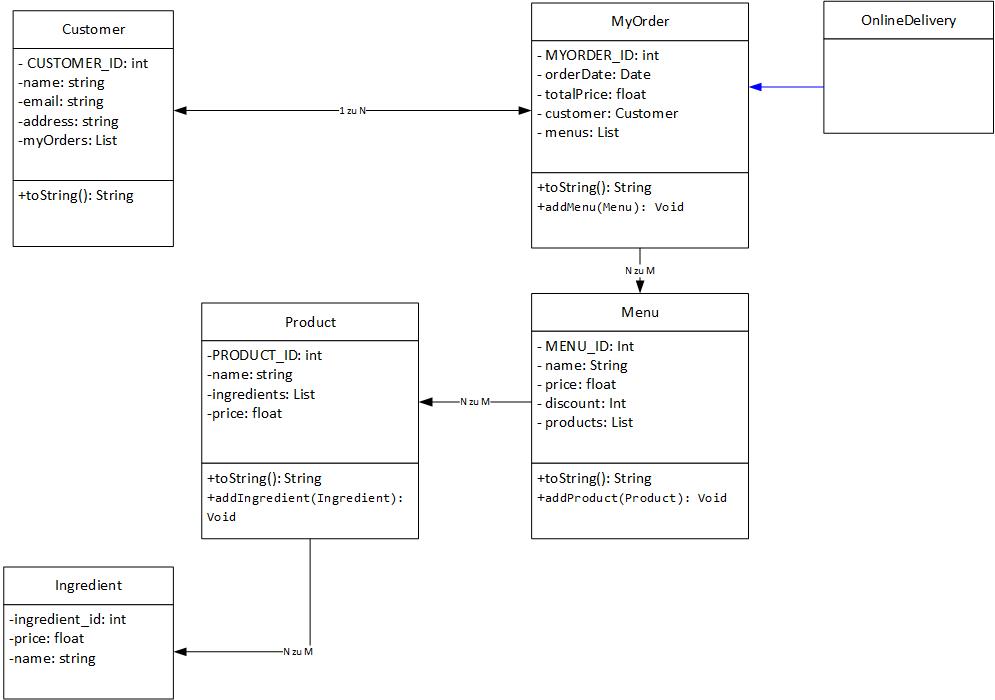 Customer
- CUSTOMER_ID: int
-name: string
-email: string
-address: string
-myOrders: List
+toString(): String
1 zu N
MyOrder
- MYORDER_ID: int
- orderDate: Date
- totalPrice: float
- customer: Customer
- menus: List
+toString(): String
+addMenu(Menu): Void
OnlineDelivery
N zu M
Product
-PRODUCT_ID: int
-name: string
-ingredients: List
-price: float
+toString(): String
+addIngredient(Ingredient):
Void
N zu M
Menu
- MENU_ID: Int
- name: String
- price: float
- discount: Int
- products: List
+toString(): String
+addProduct(Product): Void
Ingredient
-ingredient_id: int
-price: float
-name: string
N zu M